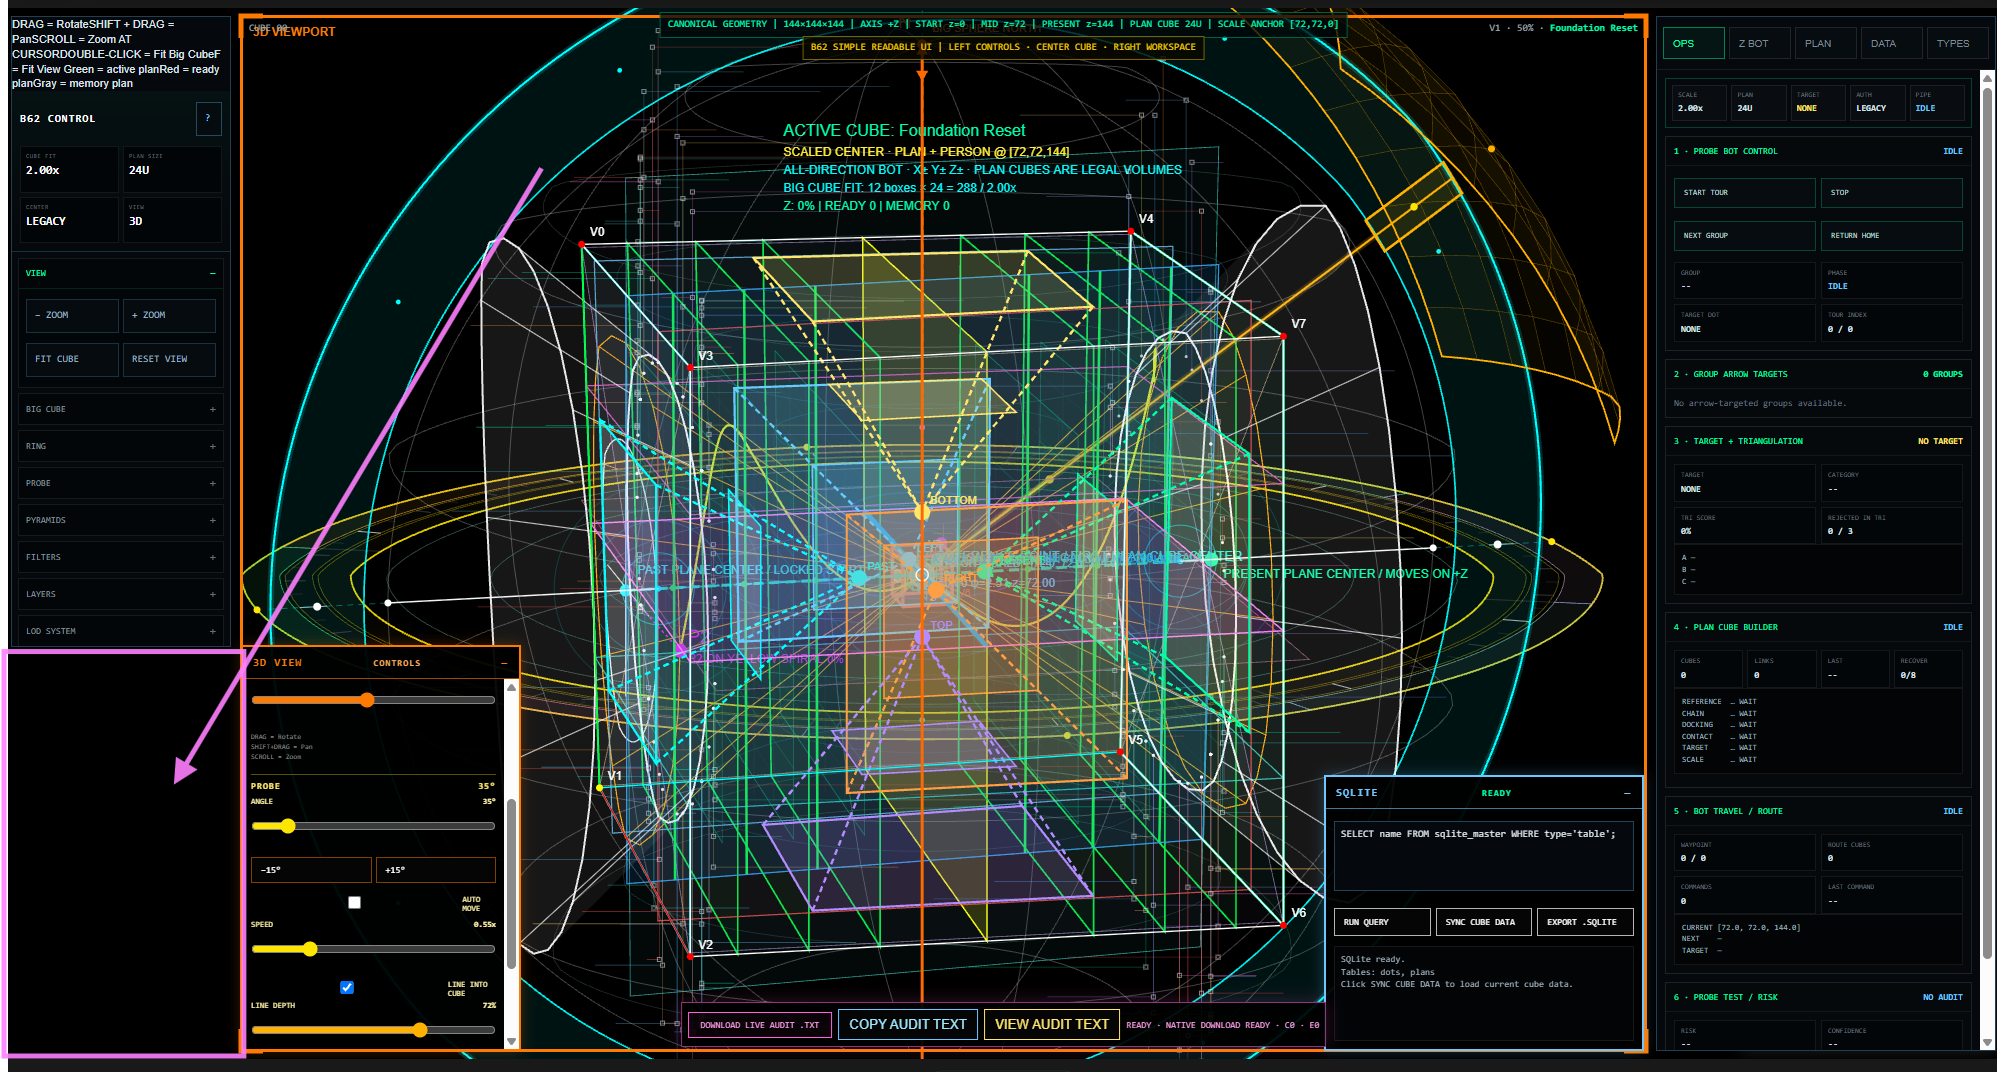 DRAG = RotateSHIFT + DRAG =
PanSCROLL = Zoom AT
CURSORDOUBLE-CLICK = Fit Big CubeF
= Fit View Green = active planRed = ready
planGray = memory plan
B62 CONTROL
?
CUBE FIT
2.00x
PLAN SIZE
24U
CENTER
LEGACY
VIEW
3D
VIEW
−
− ZOOM
+ ZOOM
FIT CUBE
RESET VIEW
BIG CUBE +
RING +
PROBE +
PYRAMIDS +
FILTERS +
LAYERS +
LOD SYSTEM +
3D VIEWPORT
CANONICAL GEOMETRY | 144×144×144 | AXIS +Z | START z=0 | MID z=72 | PRESENT z=144 | PLAN CUBE 24U | SCALE ANCHOR [72,72,0]
B62 SIMPLE READABLE UI | LEFT CONTROLS · CENTER CUBE · RIGHT WORKSPACE
V1 · 50% · Foundation Reset
ACTIVE CUBE: Foundation Reset
SCALED CENTER · PLAN + PERSON @ [72,72,144]
ALL-DIRECTION BOT · X± Y± Z± · PLAN CUBES ARE LEGAL VOLUMES
BIG CUBE FIT: 12 boxes × 24 = 288 / 2.00x
Z: 0% | READY 0 | MEMORY 0
V0
V4
V7
V3
BOTTOM
PAST PLANE CENTER / LOCKED START
PAST
PRESENT PLANE CENTER / MOVES ON +Z
TOP
V5
V1
V2
V6
3D VIEW
CONTROLS
−
DRAG = Rotate
SHIFT+DRAG = Pan
SCROLL = Zoom
PROBE 35°
ANGLE 35°
−15°
+15°
AUTO
MOVE
SPEED 0.55x
LINE INTO
CUBE
LINE DEPTH 72%
DOWNLOAD LIVE AUDIT .TXT
COPY AUDIT TEXT
VIEW AUDIT TEXT
READY · NATIVE DOWNLOAD READY · C0 · E0
SQLITE
READY
−
SELECT name FROM sqlite_master WHERE type='table';
RUN QUERY
SYNC CUBE DATA
EXPORT .SQLITE
SQLite ready.
Tables: dots, plans
Click SYNC CUBE DATA to load current cube data.
OPS
Z BOT
PLAN
DATA
TYPES
SCALE
2.00x
PLAN
24U
TARGET
NONE
AUTH
LEGACY
PIPE
IDLE
1 · PROBE BOT CONTROL IDLE
START TOUR
STOP
NEXT GROUP
RETURN HOME
GROUP
--
PHASE
IDLE
TARGET DOT
NONE
TOUR INDEX
0 / 0
2 · GROUP ARROW TARGETS 0 GROUPS
No arrow-targeted groups available.
3 · TARGET + TRIANGULATION NO TARGET
TARGET
NONE
CATEGORY
--
TRI SCORE
0%
REJECTED IN TRI
0 / 3
A —
B —
C —
4 · PLAN CUBE BUILDER IDLE
CUBES
0
LINKS
0
LAST
--
RECOVER
0/8
REFERENCE … WAIT
CHAIN … WAIT
DOCKING … WAIT
CONTACT … WAIT
TARGET … WAIT
SCALE … WAIT
5 · BOT TRAVEL / ROUTE IDLE
WAYPOINT
0 / 0
ROUTE CUBES
0
COMMANDS
0
LAST COMMAND
--
CURRENT [72.0, 72.0, 144.0]
NEXT —
TARGET —
6 · PROBE TEST / RISK NO AUDIT
RISK
--
CONFIDENCE
--